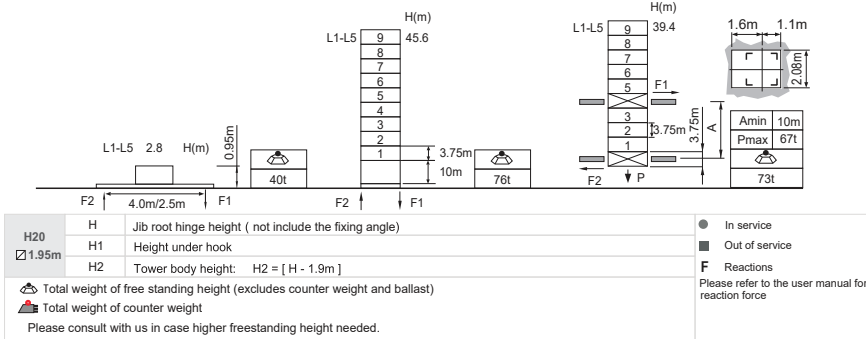 L1-L5 2.8 H(m)
0.95m
F2 F1
4.0m/2.5m
40t
H(m)
L1-L5 9 45.6
8
7
6
5
4
3
2
1
3.75m
10m
F2 F1
76t
H(m)
L1-L5 9 39.4
8
7
6
5
F1
3
2
1
3.75m
3.75m
A
F2 P
1.6m 1.1m
2.08m
Amin 10m
Pmax 67t
73t
H20
1.95m
H Jib root hinge height ( not include the fixing angle)
H1 Height under hook
H2 Tower body height: H2 = [ H - 1.9m ]
Total weight of free standing height (excludes counter weight and ballast)
Total weight of counter weight
Please consult with us in case higher freestanding height needed.
In service
Out of service
F Reactions
Please refer to the user manual for
reaction force